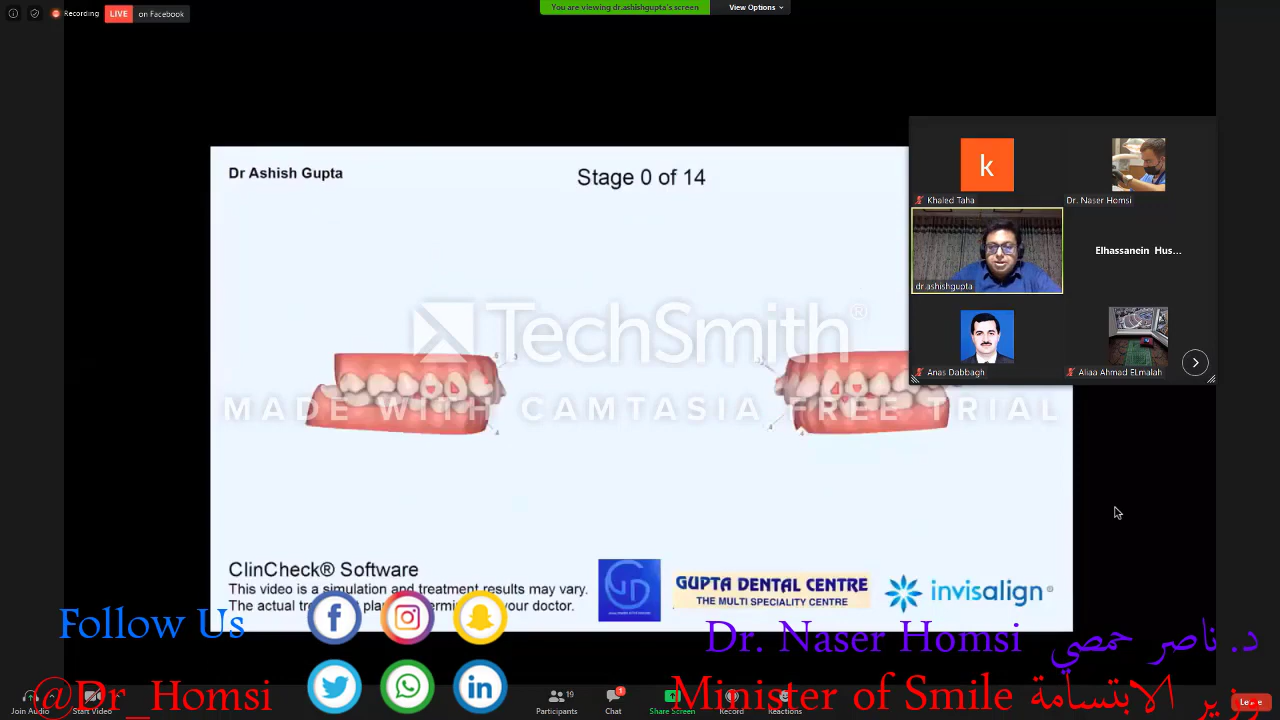 Recording
LIVE
on Facebook
You are viewing dr.ashishgupta's screen
View Options
Dr Ashish Gupta
Stage 0 of 14
k
Khaled Taha
Dr. Naser Homsi
dr.ashishgupta
Elhassanein Hus...
Anas Dabbagh
Aliaa Ahmad ELmalah
TechSmith®
MADE WITH CAMTASIA FREE TRIAL
ClinCheck® Software
This video is a simulation and treatment results may vary.
The actual your doctor.
GUPTA DENTAL CENTRE
THE MULTI SPECIALITY CENTRE
invisalign
Follow Us
Dr. Naser Homsi د. ناصر حمصي
@Dr_Homsi
Minister of Smile وزير الابتسامة
Join Audio
Start Video
Participants
19
Chat
Share Screen
Record
Reactions